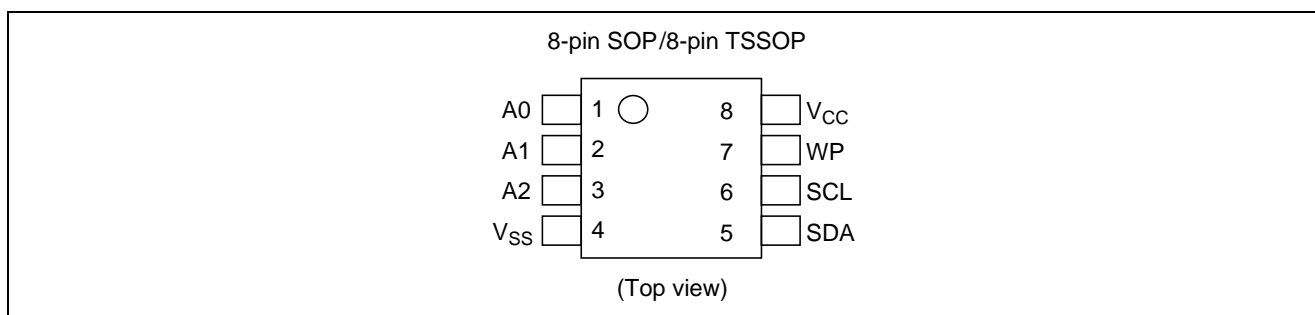 8-pin SOP/8-pin TSSOP
A0 1 8 VCC
A1 2 7 WP
A2 3 6 SCL
VSS 4 5 SDA
(Top view)